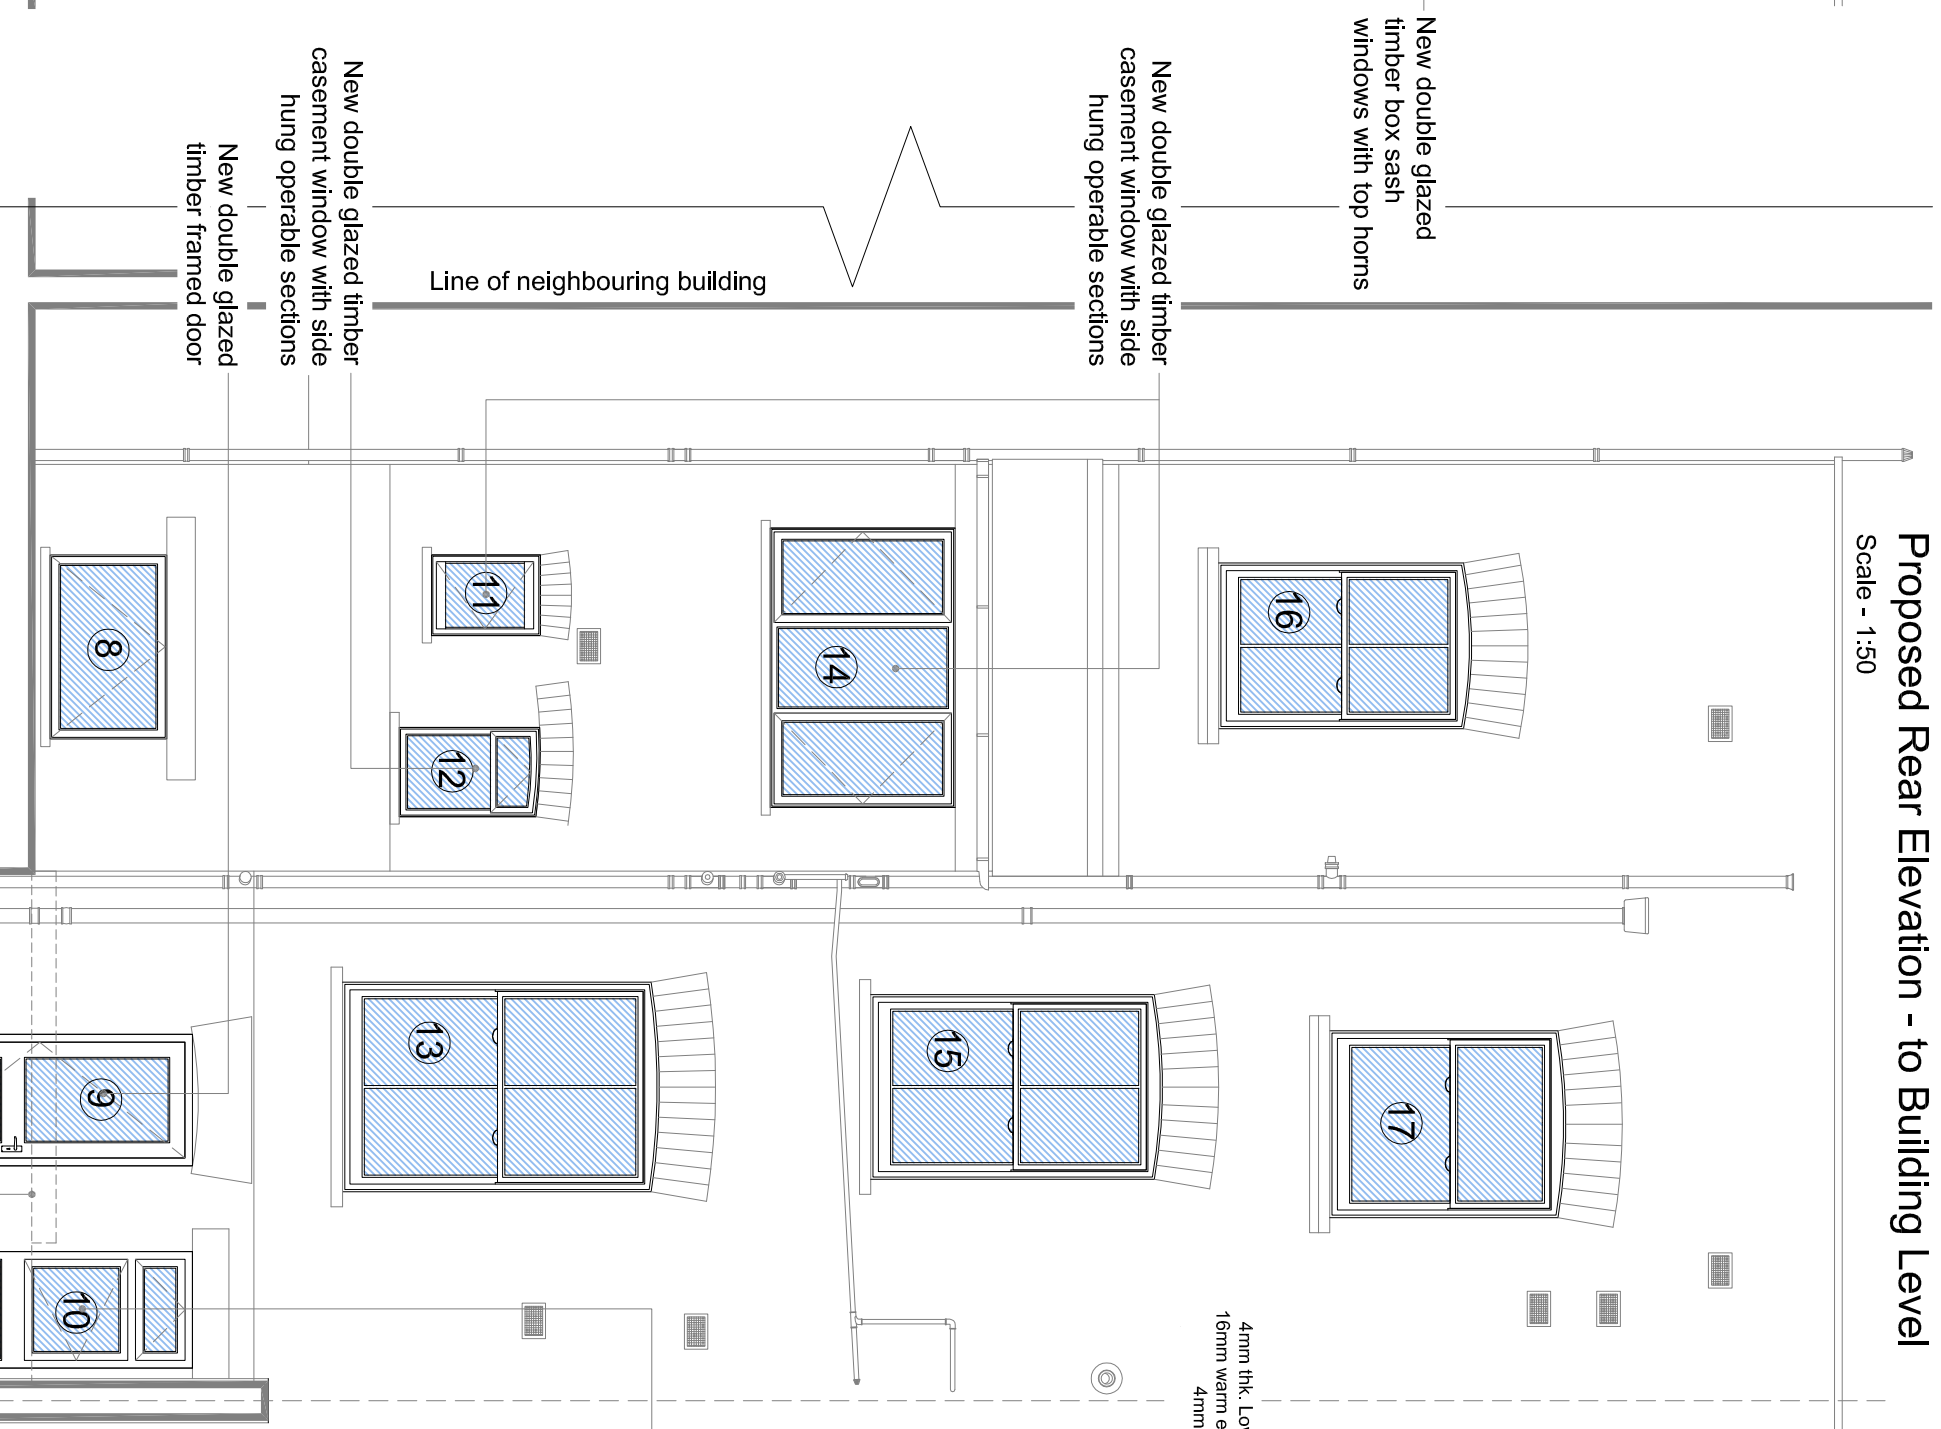 Proposed Rear Elevation - to Building Level
Scale - 1:50
New double glazed
timber box sash
windows with top horns
New double glazed timber
casement window with side
hung operable sections
Line of neighbouring building
New double glazed timber
casement window with side
hung operable sections
New double glazed
timber framed door
16
17
14
15
11
12
13
8
9
10
4mm thk. Lo
16mm warm e
4mm